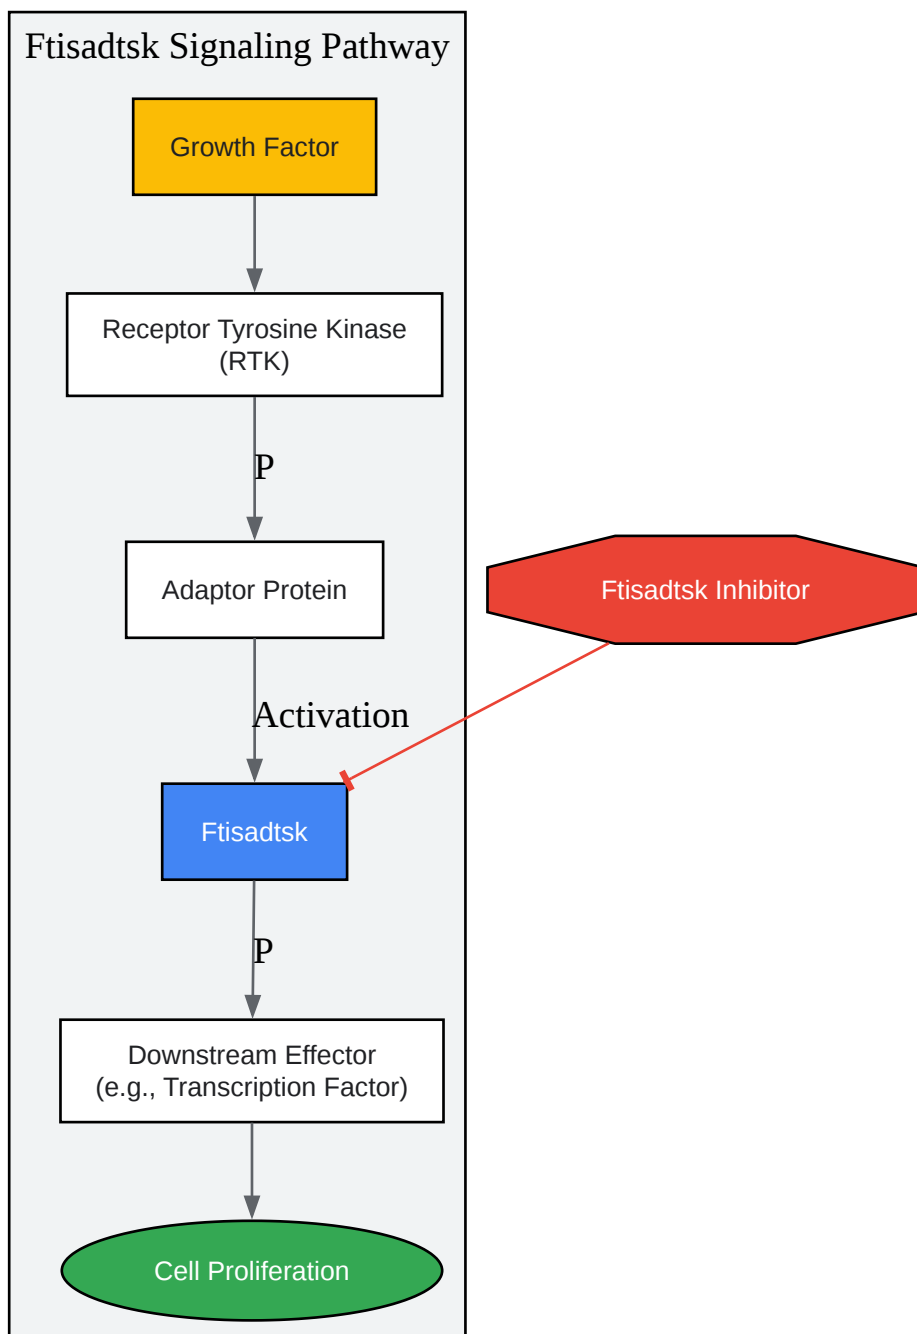 Ftisadtsk Signaling Pathway
Growth Factor
Receptor Tyrosine Kinase
(RTK)
P
Adaptor Protein
Ftisadtsk Inhibitor
Activation
Ftisadtsk
P
Downstream Effector
(e.g., Transcription Factor)
Cell Proliferation